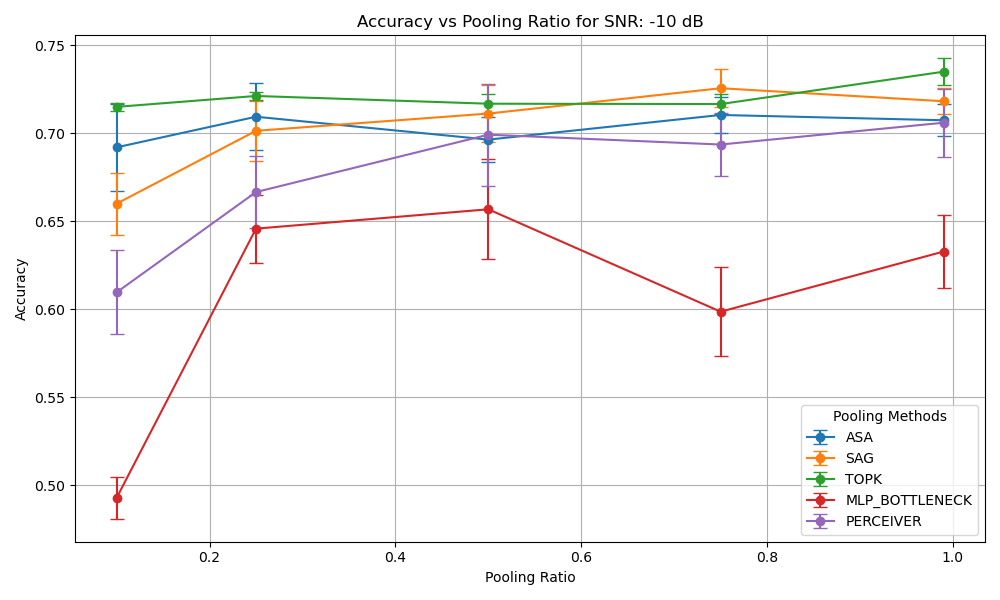 Accuracy vs Pooling Ratio for SNR: -10 dB
0.75
0.70
0.65
0.60
0.55
0.50
Accuracy
0.2
0.4
0.6
0.8
1.0
Pooling Ratio
Pooling Methods
ASA
SAG
TOPK
MLP_BOTTLENECK
PERCEIVER